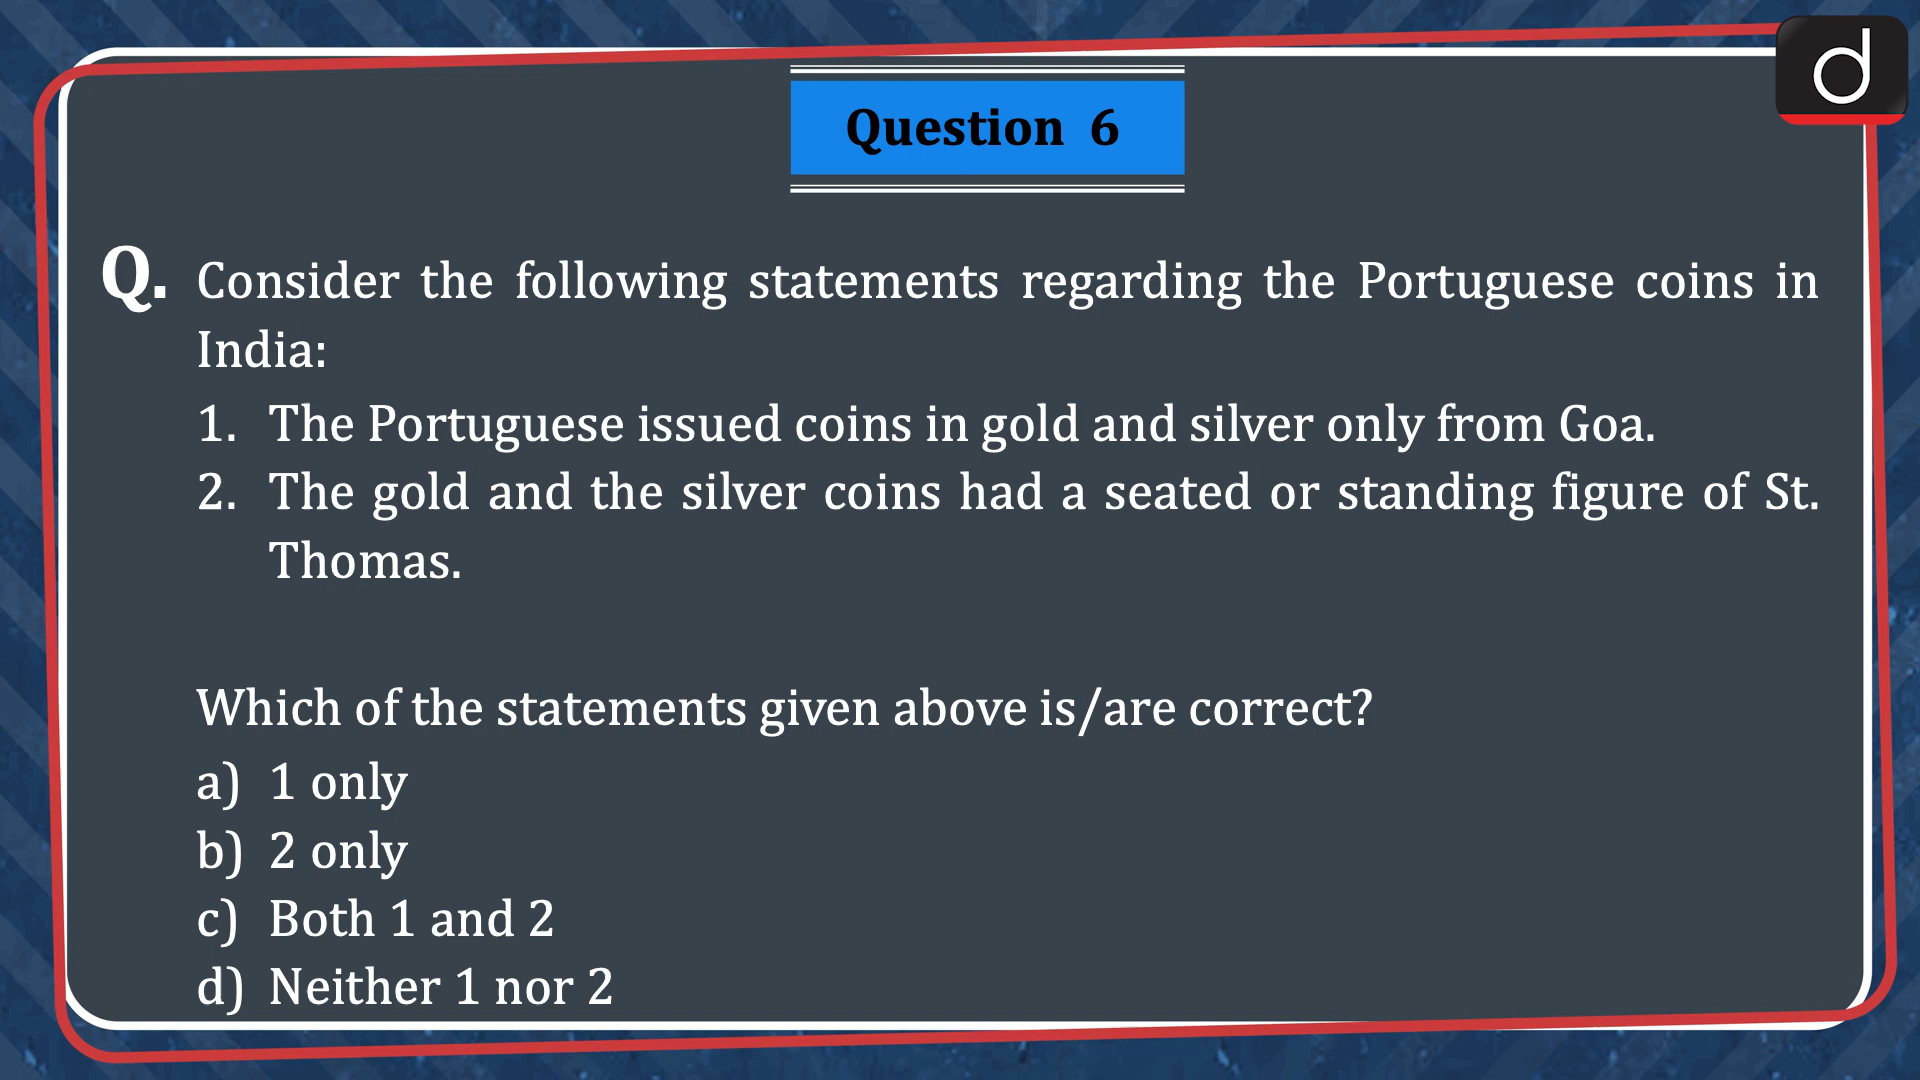 d
Question 6
Q. Consider the following statements regarding the Portuguese coins in
India:
1. The Portuguese issued coins in gold and silver only from Goa.
2. The gold and the silver coins had a seated or standing figure of St.
Thomas.
Which of the statements given above is/are correct?
a) 1 only
b) 2 only
c) Both 1 and 2
d) Neither 1 nor 2